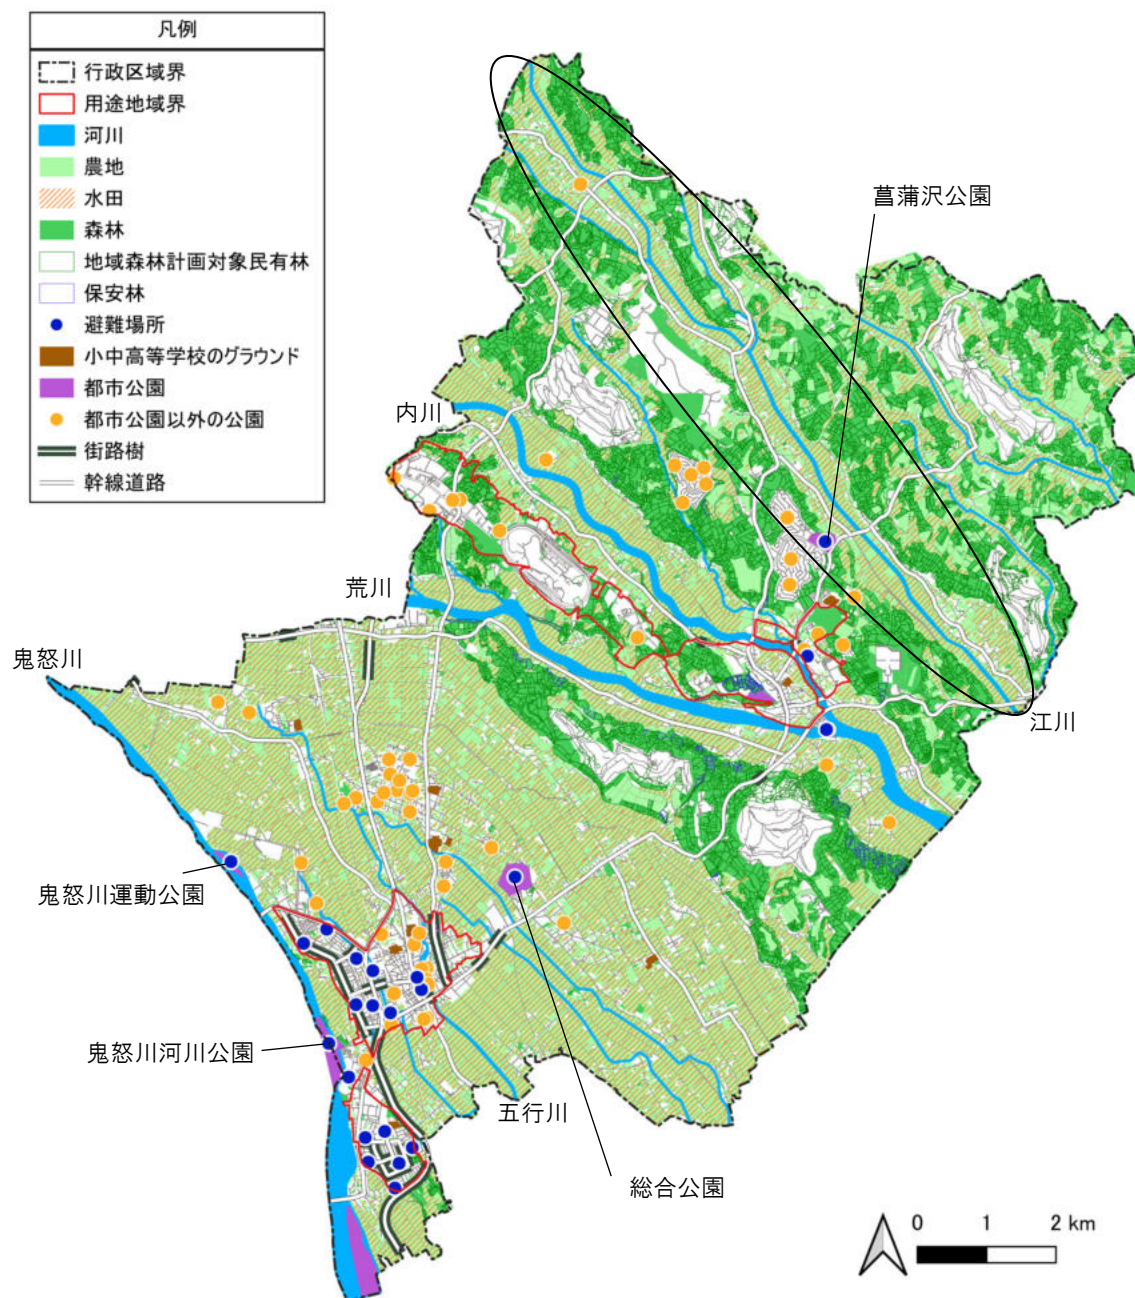 凡例
行政区域界
用途地域界
河川
農地
水田
森林
地域森林計画対象民有林
保安林
避難場所
小中高等学校のグラウンド
都市公園
都市公園以外の公園
街路樹
幹線道路
菖蒲沢公園
内川
荒川
鬼怒川
江川
鬼怒川運動公園
鬼怒川河川公園
五行川
総合公園
0 1 2 km